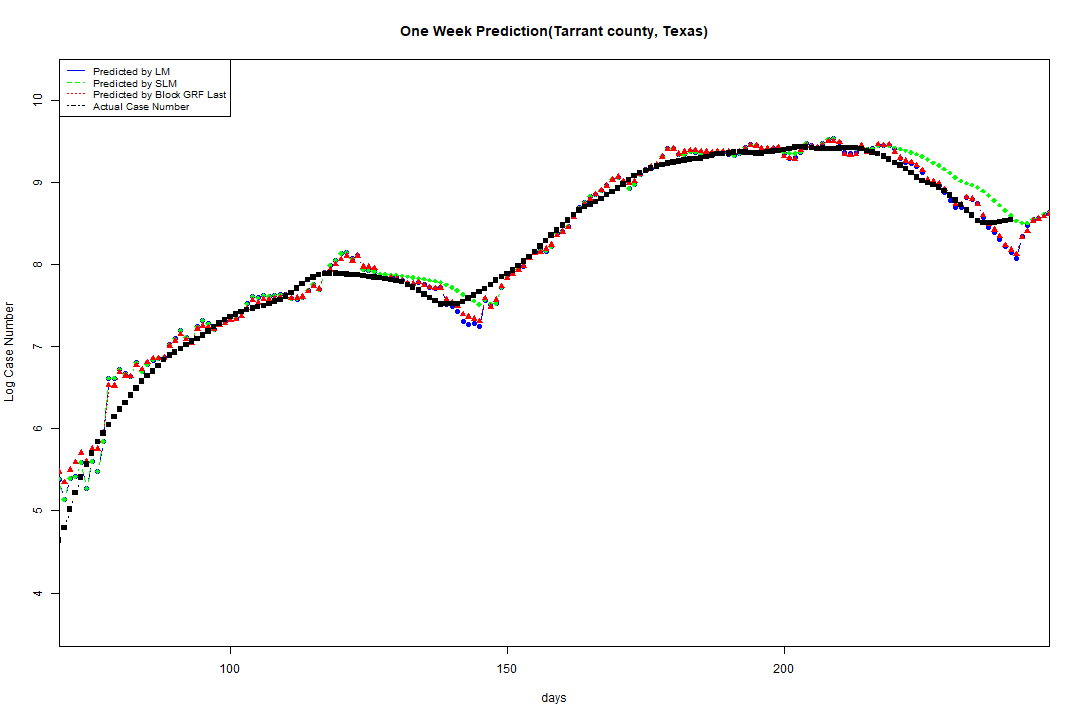 One Week Prediction(Tarrant county, Texas)
Predicted by LM
Predicted by SLM
Predicted by Block GRF Last
Actual Case Number
10
9
8
7
6
5
4
Log Case Number
100 150 200
days